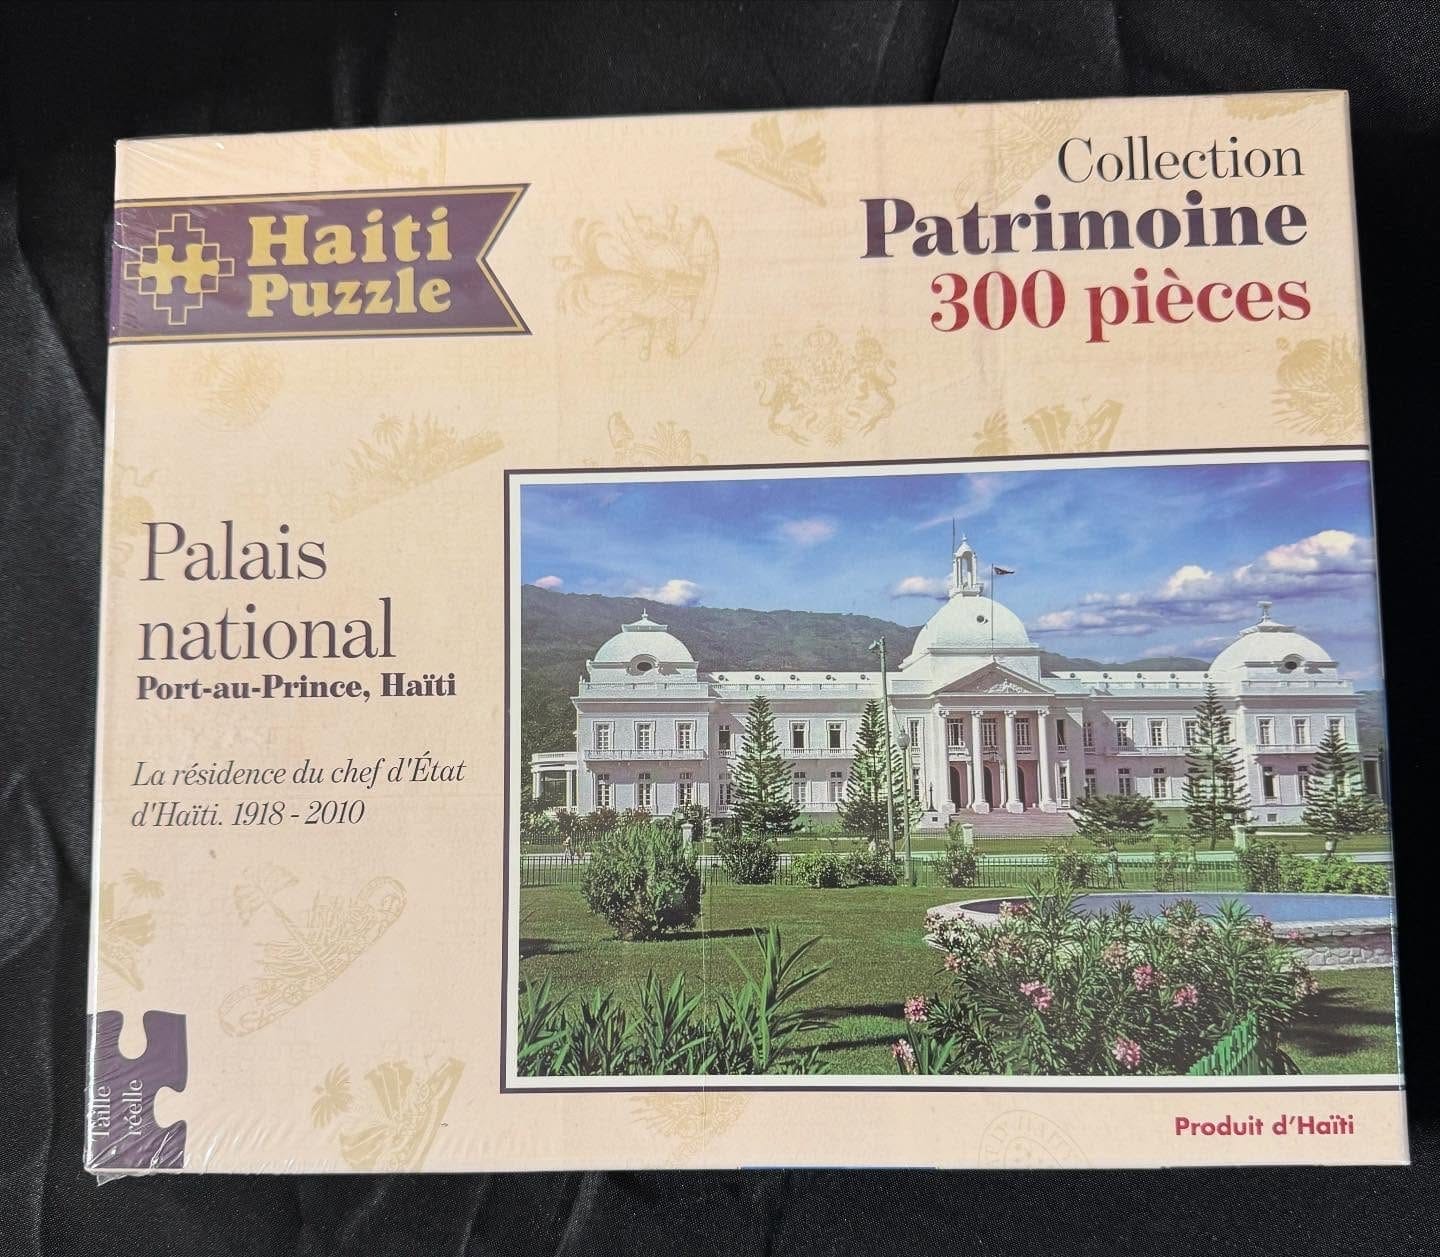 Haiti
Puzzle
Collection
Patrimoine
300 pièces
Palais
national
Port-au-Prince, Haïti
La résidence du chef d'État
d'Haïti. 1918 - 2010
Taille
réelle
Produit d'Haïti